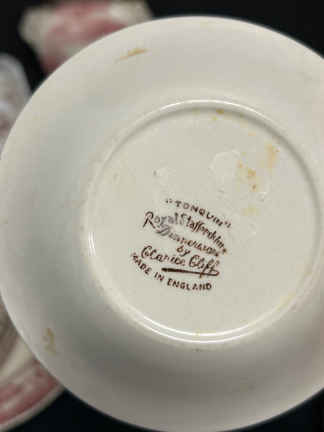 "TONQUIN"
Royal Staffordshire
Dinnerware
by
Clarice Cliff
MADE IN ENGLAND